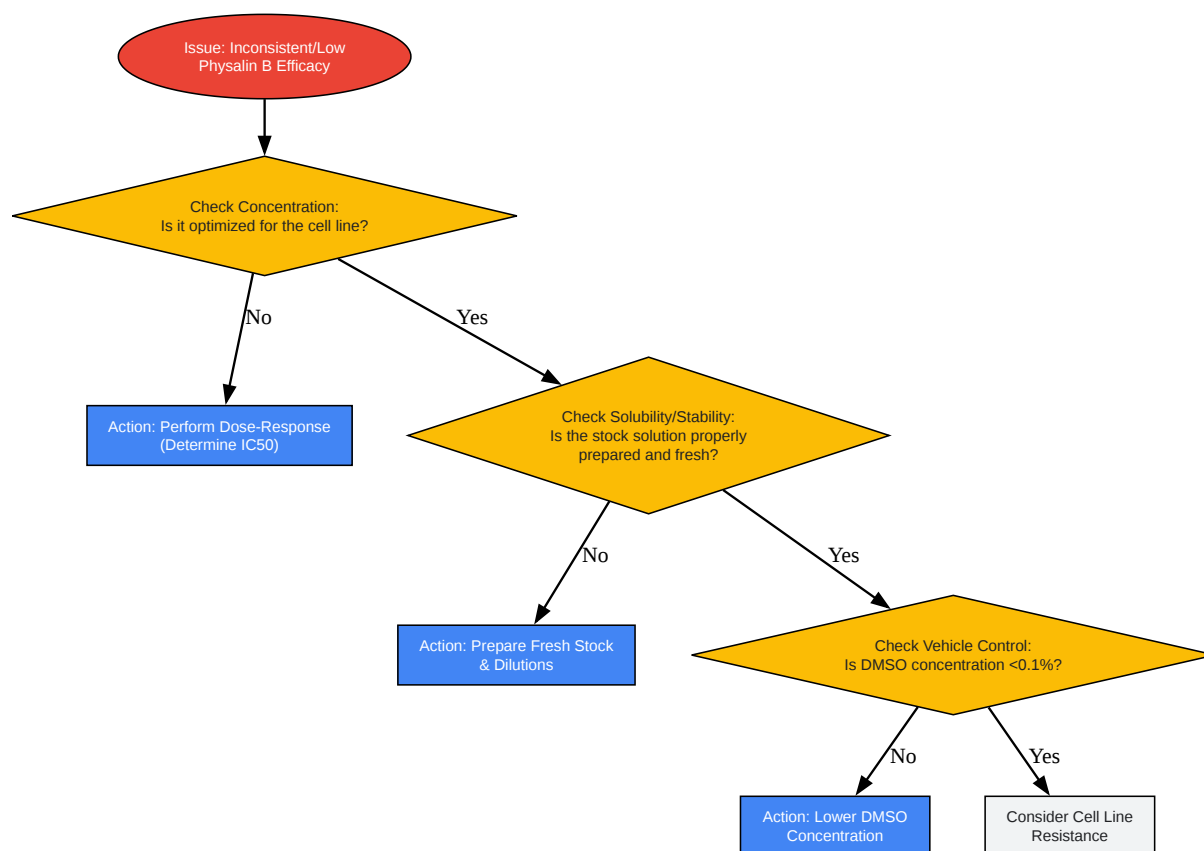 Issue: Inconsistent/Low
Physalin B Efficacy
Check Concentration:
Is it optimized for the cell line?
No
Yes
Action: Perform Dose-Response
(Determine IC50)
Check Solubility/Stability:
Is the stock solution properly
prepared and fresh?
No
Yes
Action: Prepare Fresh Stock
& Dilutions
Check Vehicle Control:
Is DMSO concentration <0.1%?
No
Yes
Action: Lower DMSO
Concentration
Consider Cell Line
Resistance